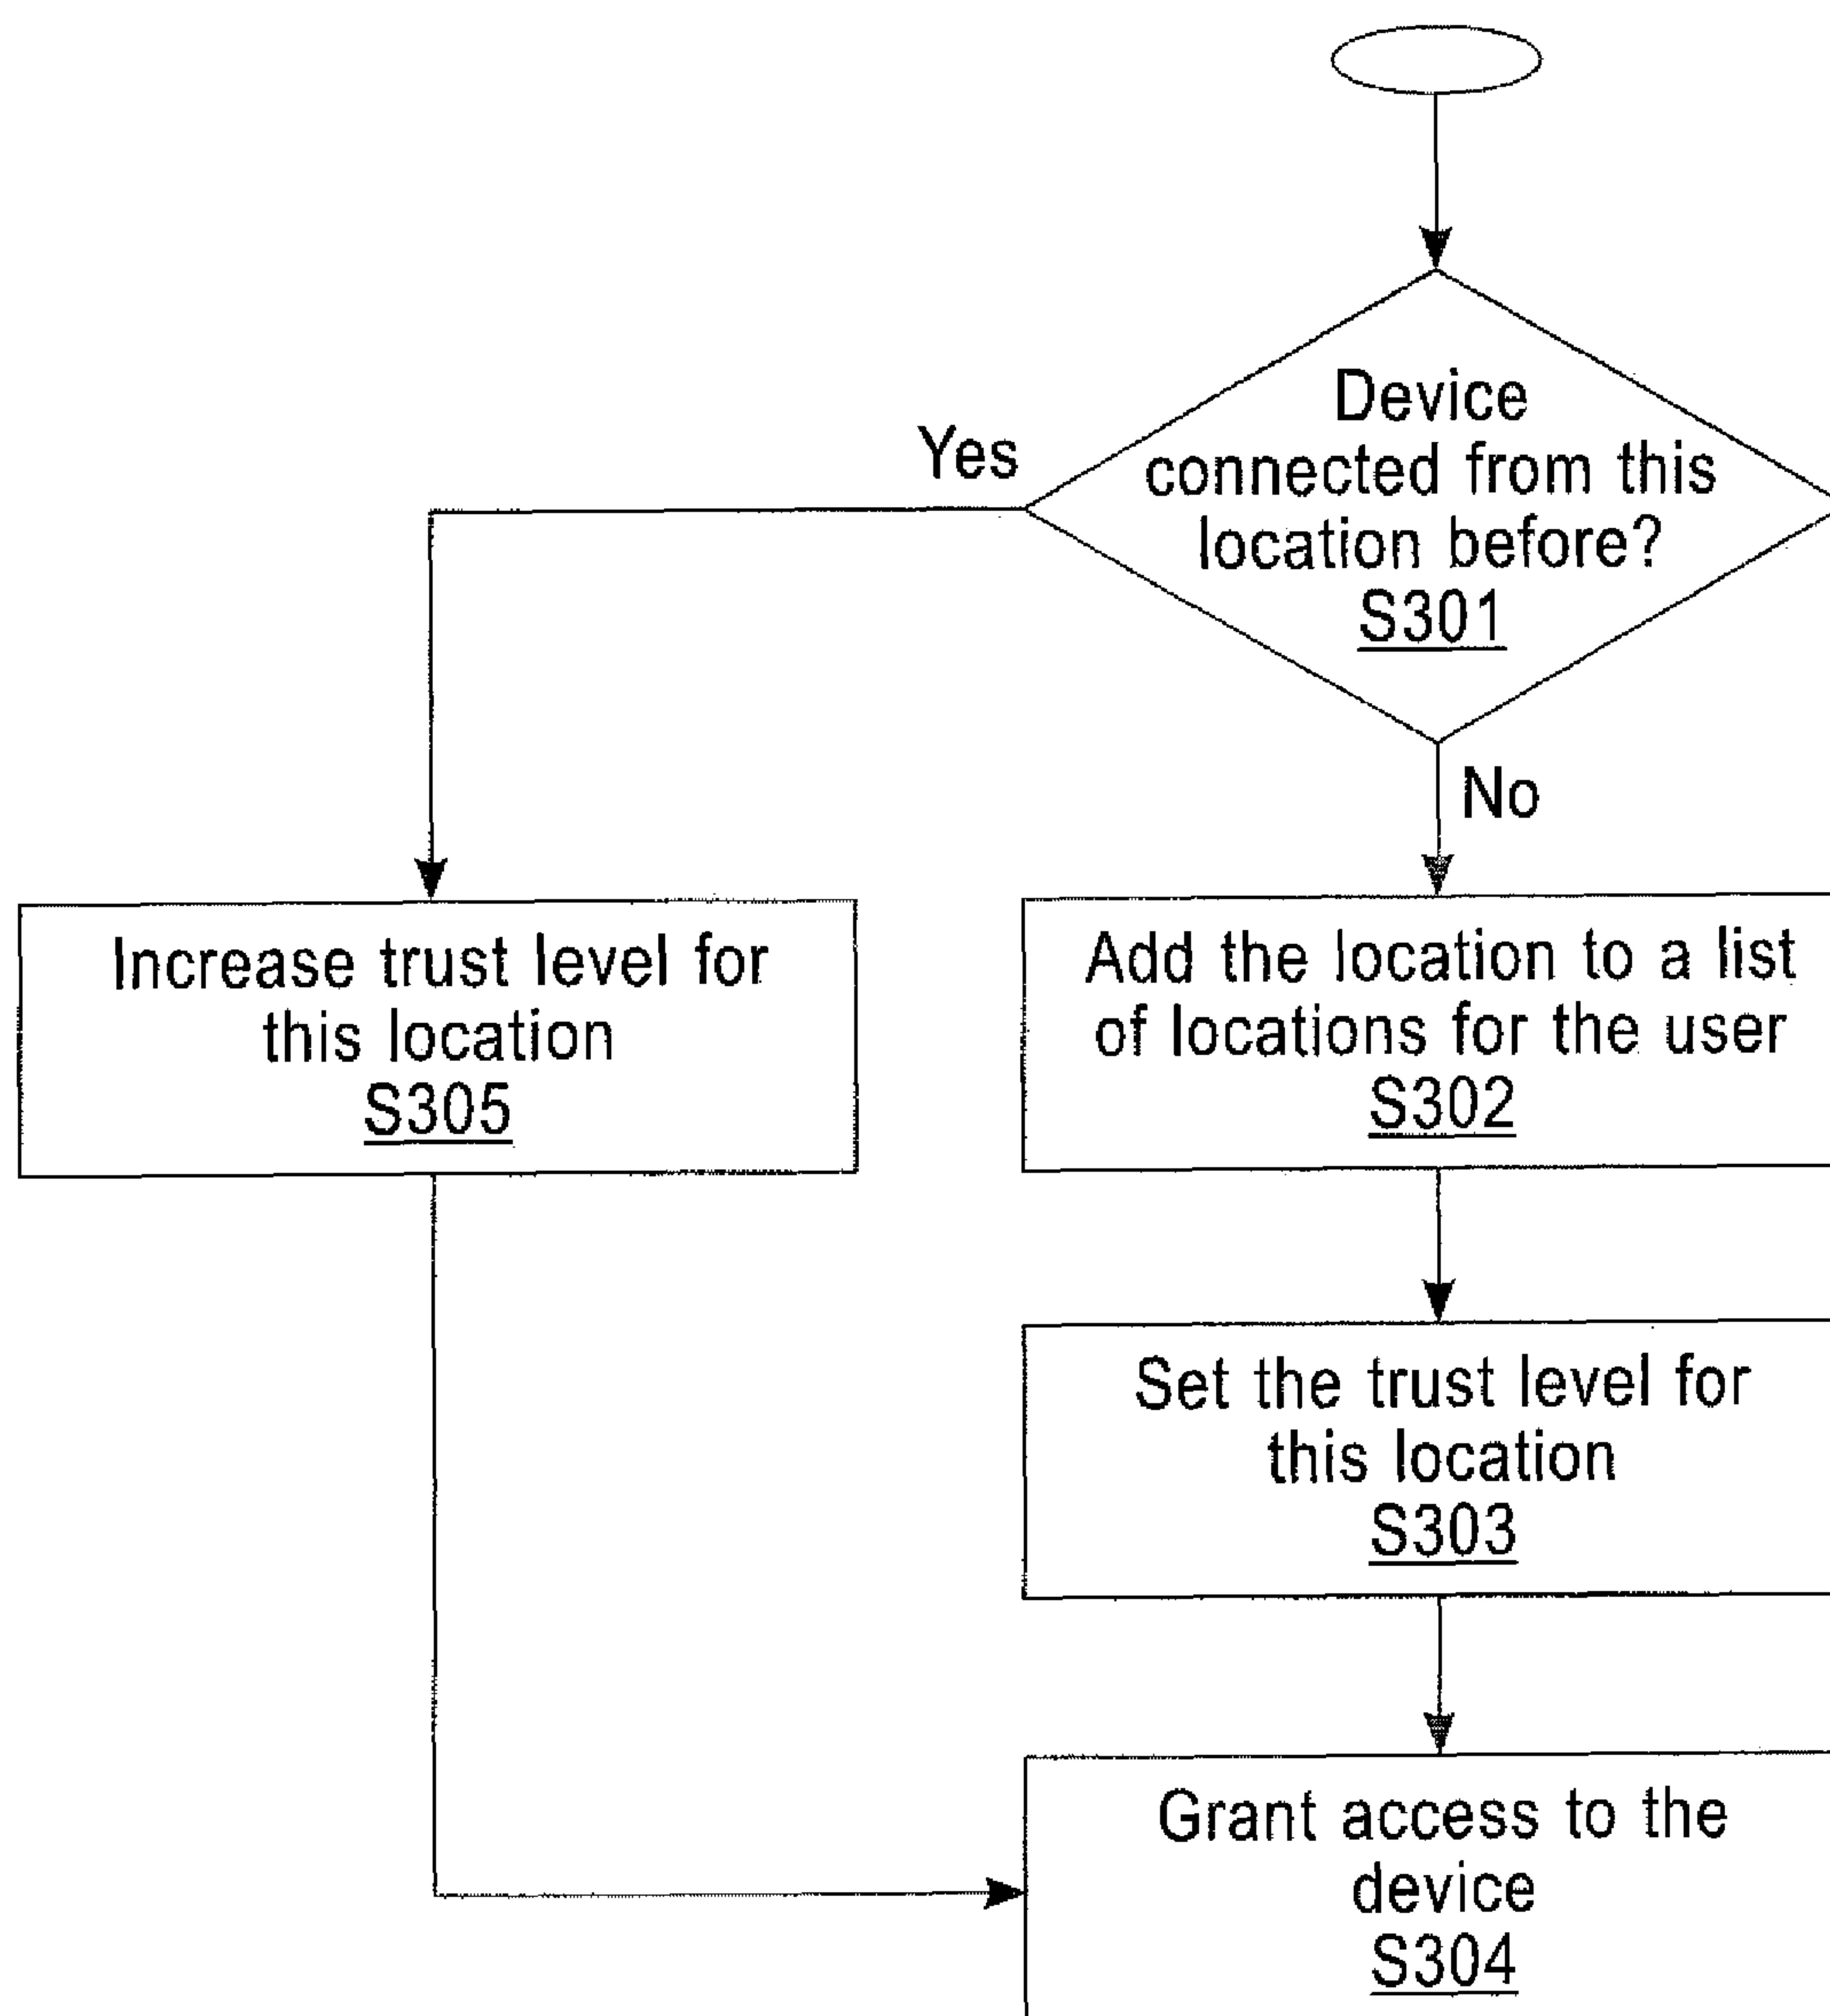 Device
connected from this
location before?
S301
Yes
No
Increase trust level for
this location
S305
Add the location to a list
of locations for the user
S302
Set the trust level for
this location
S303
Grant access to the
device
S304